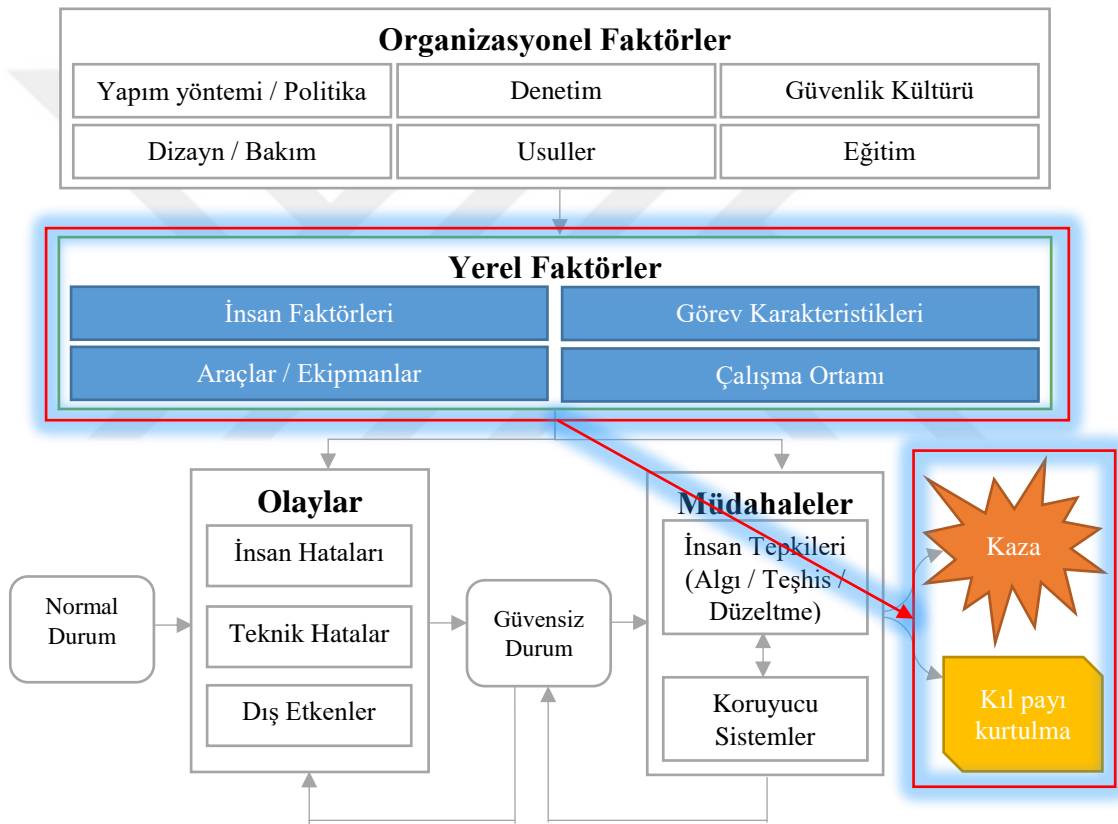 Organizasyonel Faktörler
Yapım yöntemi / Politika
Denetim
Güvenlik Kültürü
Dizayn / Bakım
Usuller
Eğitim
Yerel Faktörler
İnsan Faktörleri
Görev Karakteristikleri
Araçlar / Ekipmanlar
Çalışma Ortamı
Normal
Durum
Olaylar
İnsan Hataları
Teknik Hatalar
Dış Etkenler
Güvensiz
Durum
Müdahaleler
İnsan Tepkileri
(Algı / Teşhis /
Düzeltme)
Koruyucu
Sistemler
Kaza
Kıl payı
kurtulma